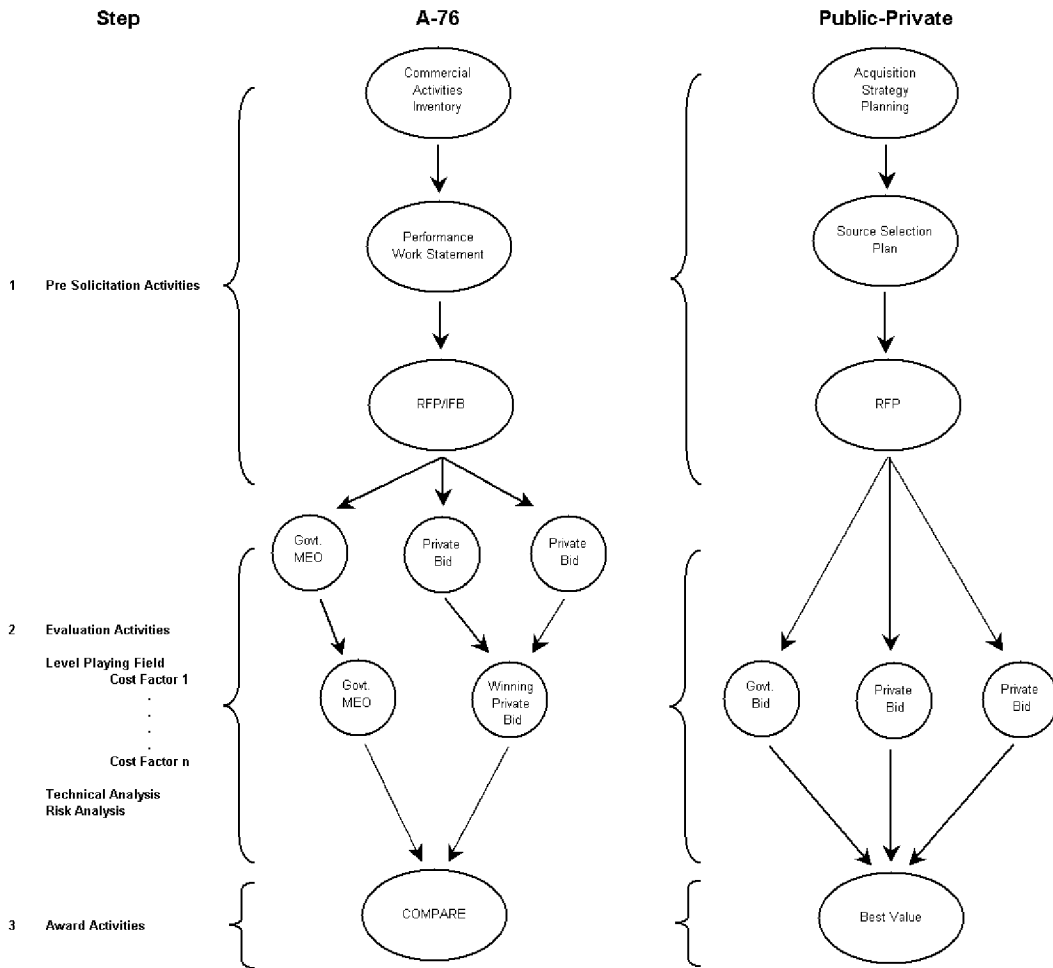 Step
A-76
Public-Private
Commercial
Activities
Inventory
Acquisition
Strategy
Planning
Performance
Work Statement
Source Selection
Plan
1 Pre Solicitation Activities
RFP/IFB
RFP
Govt.
MEO
Private
Bid
Private
Bid
2 Evaluation Activities
Level Playing Field
Cost Factor 1
.
.
.
.
Cost Factor n
Technical Analysis
Risk Analysis
Govt.
MEO
Winning
Private
Bid
Govt.
Bid
Private
Bid
Private
Bid
3 Award Activities
COMPARE
Best Value